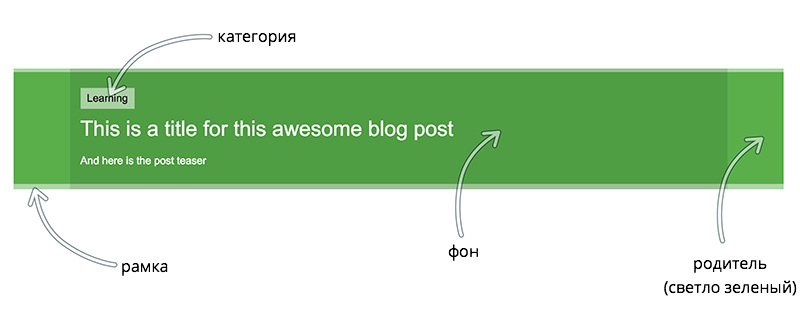 категория
Learning
This is a title for this awesome blog post
And here is the post teaser
рамка
фон
родитель
(светло зеленый)